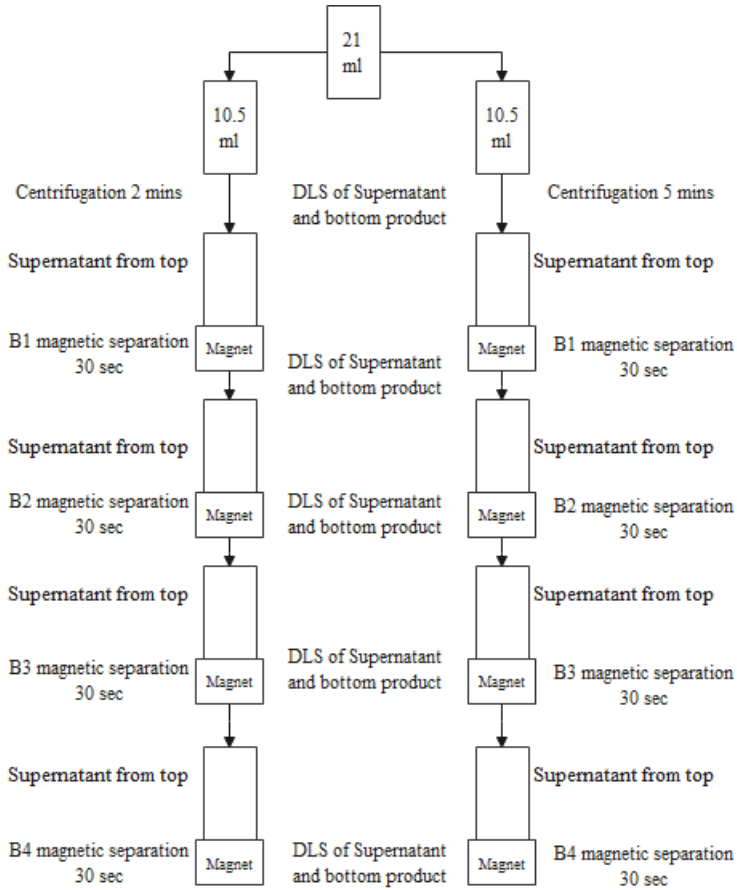 21
ml
10.5
ml
10.5
ml
Centrifugation 2 mins
DLS of Supernatant
and bottom product
Centrifugation 5 mins
Supernatant from top
Supernatant from top
B1 magnetic separation
30 sec
Magnet
DLS of Supernatant
and bottom product
Magnet
B1 magnetic separation
30 sec
Supernatant from top
Supernatant from top
B2 magnetic separation
30 sec
Magnet
DLS of Supernatant
and bottom product
Magnet
B2 magnetic separation
30 sec
Supernatant from top
Supernatant from top
B3 magnetic separation
30 sec
Magnet
DLS of Supernatant
and bottom product
Magnet
B3 magnetic separation
30 sec
Supernatant from top
Supernatant from top
B4 magnetic separation
30 sec
Magnet
DLS of Supernatant
and bottom product
Magnet
B4 magnetic separation
30 sec